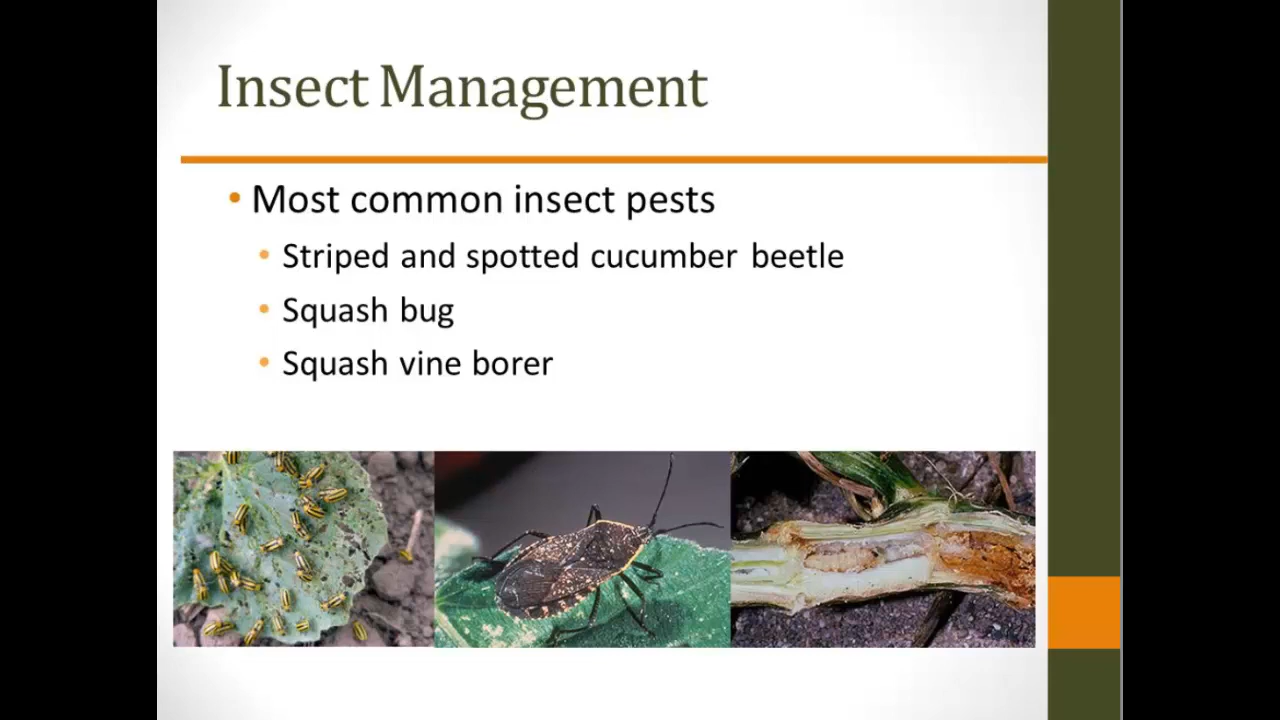 Insect Management
• Most common insect pests
• Striped and spotted cucumber beetle
• Squash bug
• Squash vine borer